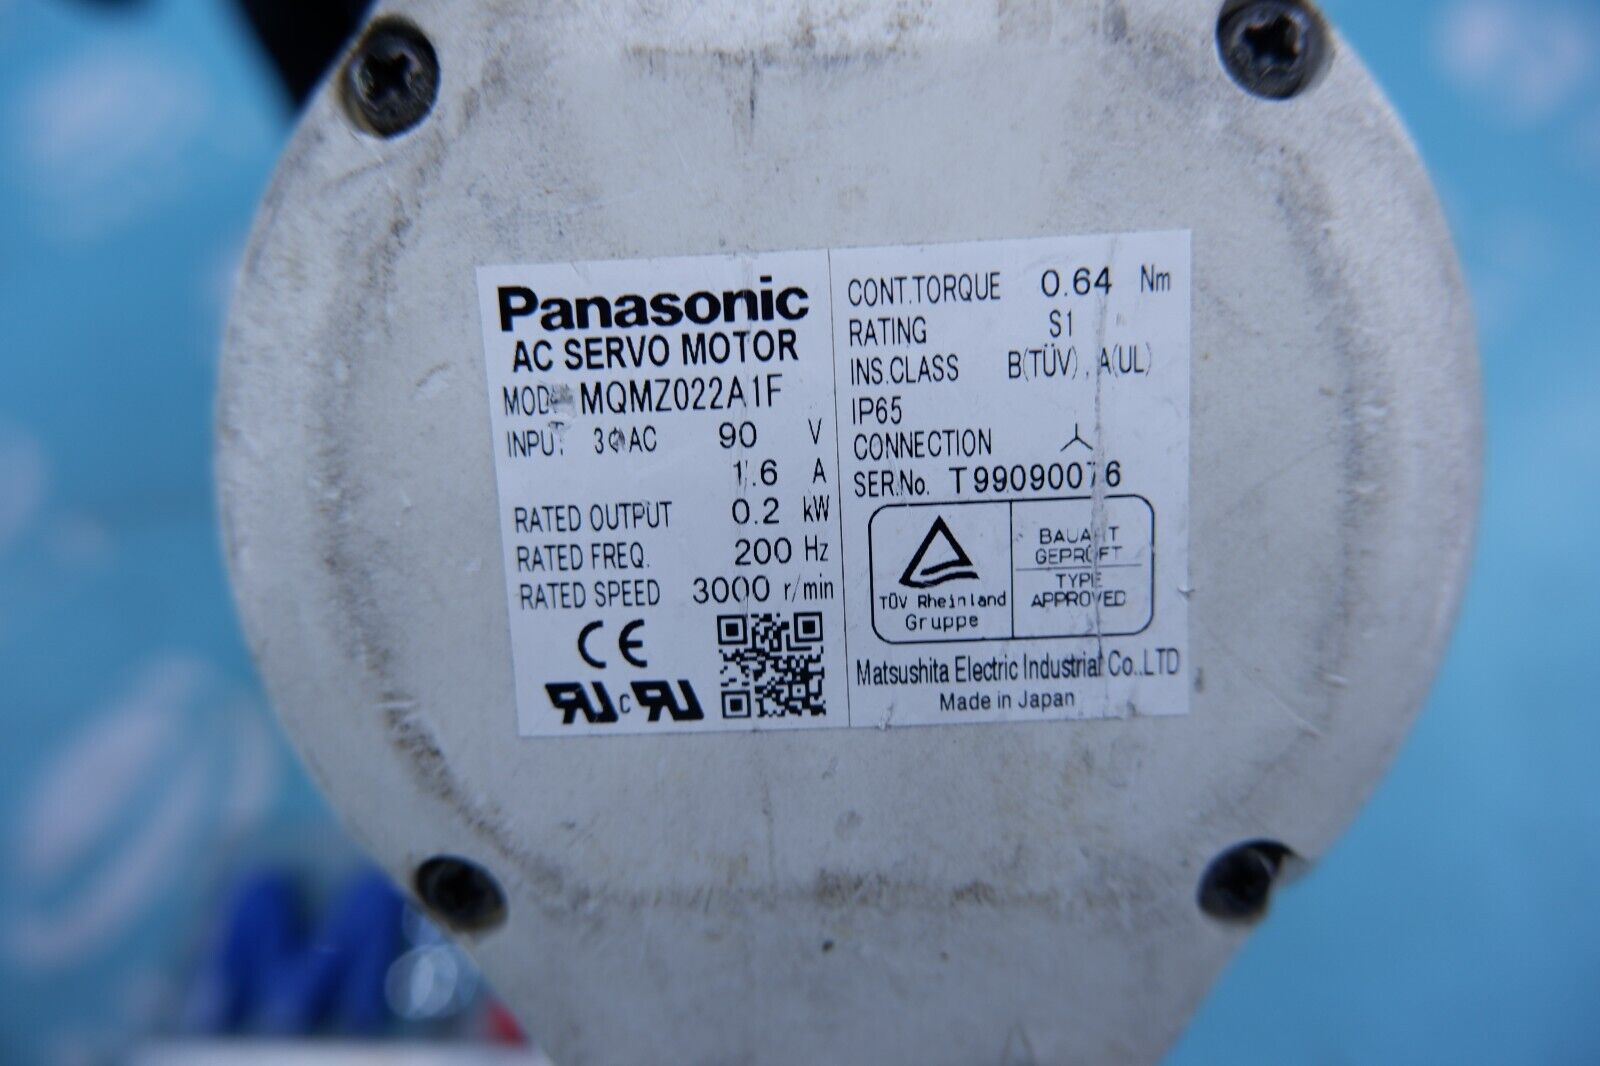 Panasonic
AC SERVO MOTOR
MQMZ022A1F
INPUT 3φAC 90 V
1.6 A
RATED OUTPUT 0.2 kW
RATED FREQ. 200 Hz
RATED SPEED 3000 r/min
CE
c
CONT.TORQUE 0.64 Nm
RATING S1
INS.CLASS B(TÜV), A(UL)
IP65
CONNECTION
SER.No. T99090076
TÜV Rheinland
Gruppe
BAUART
GEPRÜFT
TYPE
APPROVED
Matsushita Electric Industrial Co.,LTD
Made in Japan